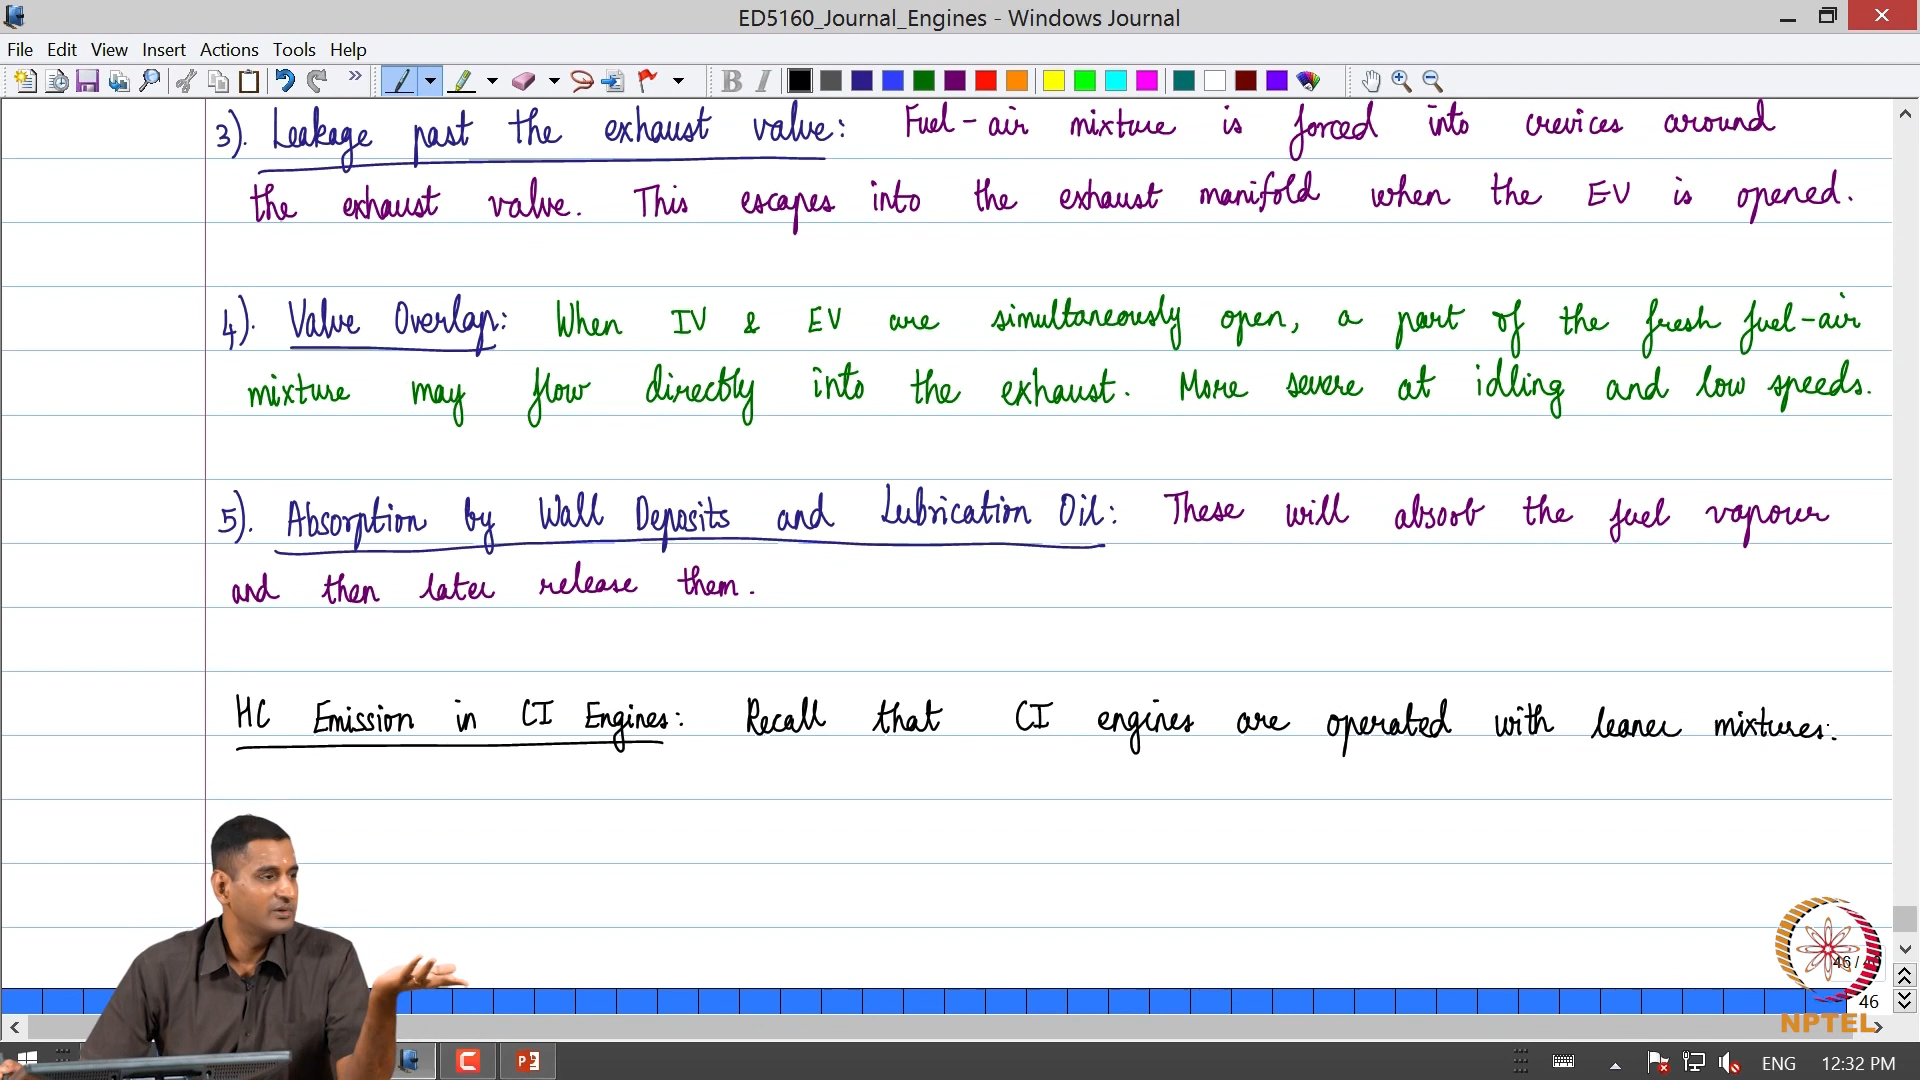 ED5160_Journal_Engines - Windows Journal
File Edit View Insert Actions Tools Help
B I
3). Leakage past the exhaust valve: Fuel-air mixture is forced into crevices around
the exhaust valve. This escapes into the exhaust manifold when the EV is opened.
4). Valve Overlap: When IV & EV are simultaneously open, a part of the fresh fuel-air
mixture may flow directly into the exhaust. More severe at idling and low speeds.
5). Absorption by Wall Deposits and Lubrication Oil: These will absorb the fuel vapour
and then later release them.
HC Emission in CI Engines: Recall that CI engines are operated with leaner mixtures.
46
NPTEL
ENG 12:32 PM